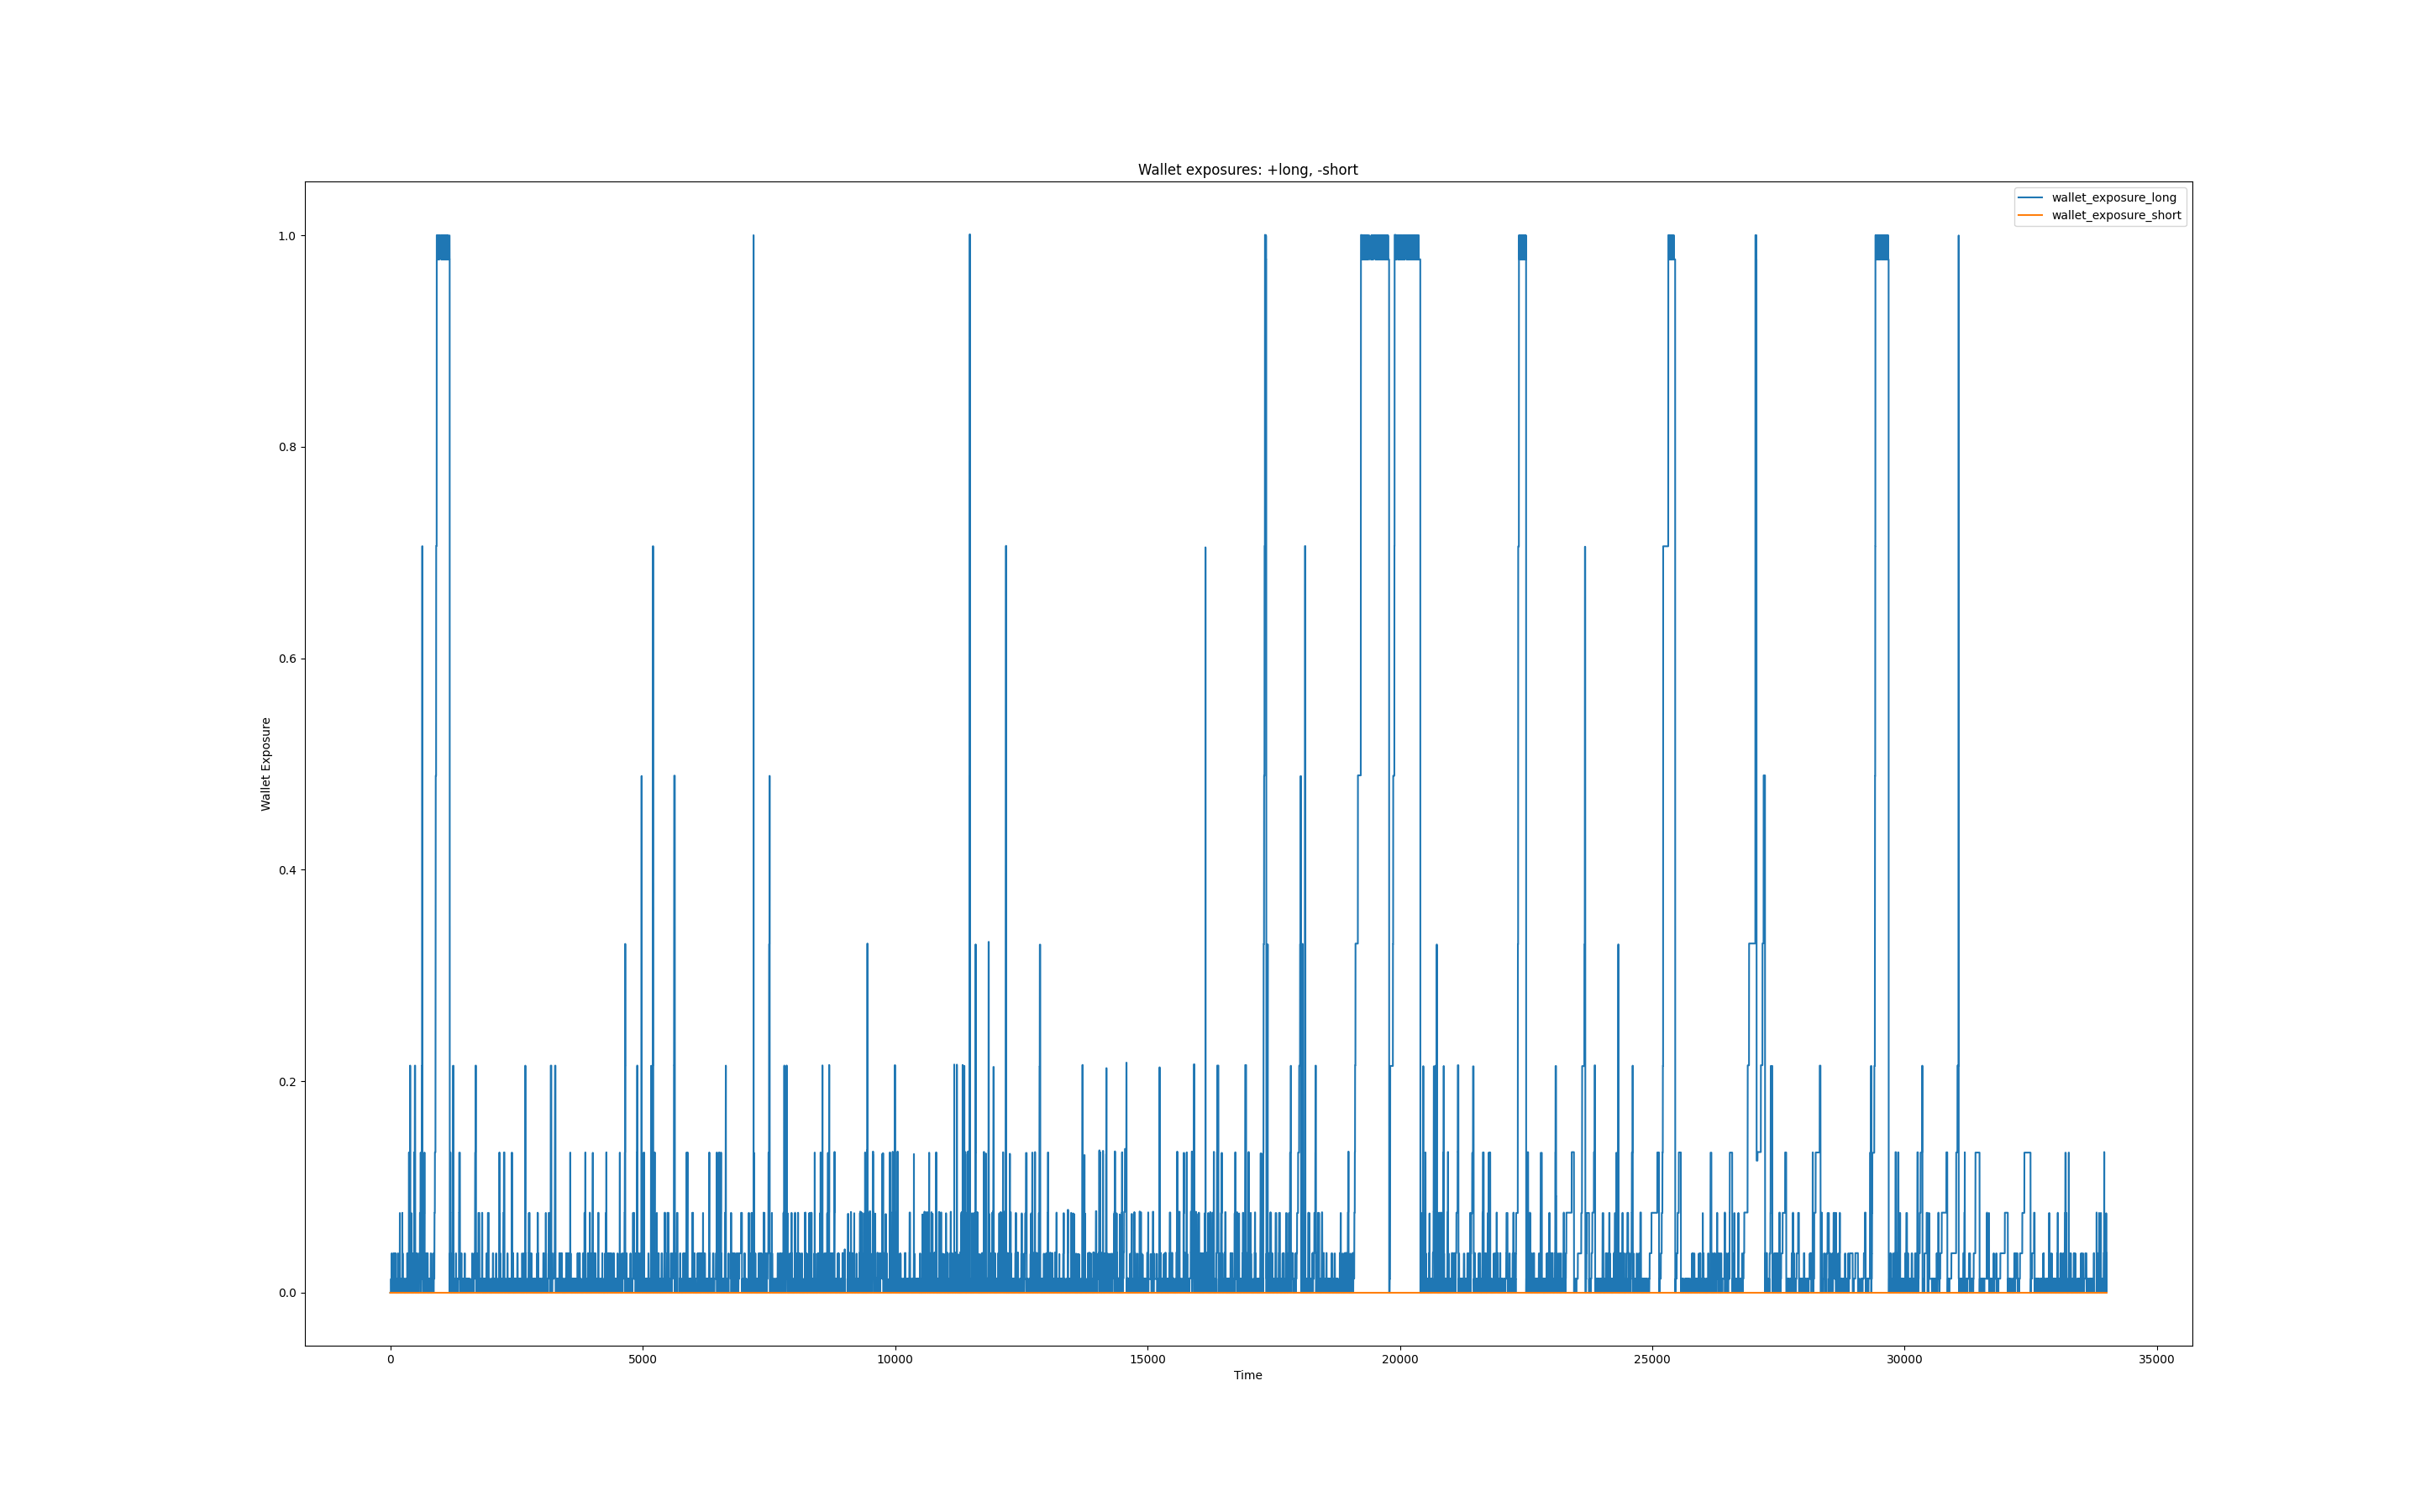 Wallet exposures: +long, -short
wallet_exposure_long
wallet_exposure_short
1.0
0.8
0.6
0.4
0.2
0.0
Wallet Exposure
0 5000 10000 15000 20000 25000 30000 35000
Time